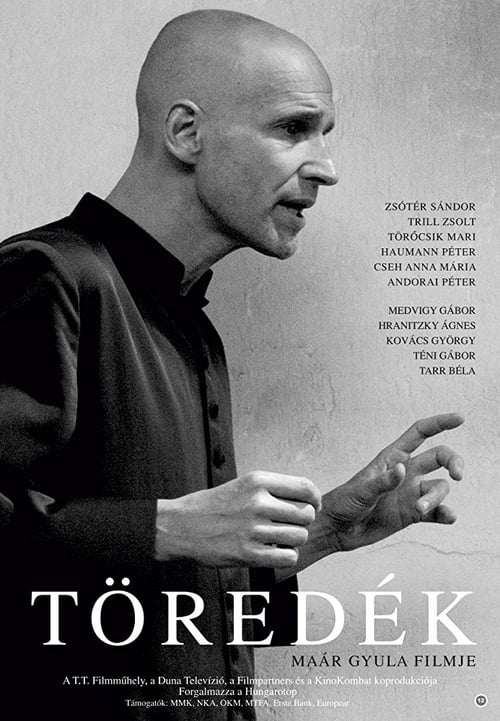 ZSÓTÉR SÁNDOR
TRILL ZSOLT
TÖRŐCSIK MARI
HAUMANN PÉTER
CSEH ANNA MÁRIA
ANDORAI PÉTER
MEDVIGY GÁBOR
HRANITZKY ÁGNES
KOVÁCS GYÖRGY
TÉNI GÁBOR
TARR BÉLA
TÖREDÉK
MAÁR GYULA FILMJE
A T.T. Filmműhely, a Duna Televízió, a Filmpartners és a KinoKombat koprodukciója
Forgalmazza a Hungarotop
Támogatók: MMK, NKA, OKM, MTFA, Erste Bank, Europear
12